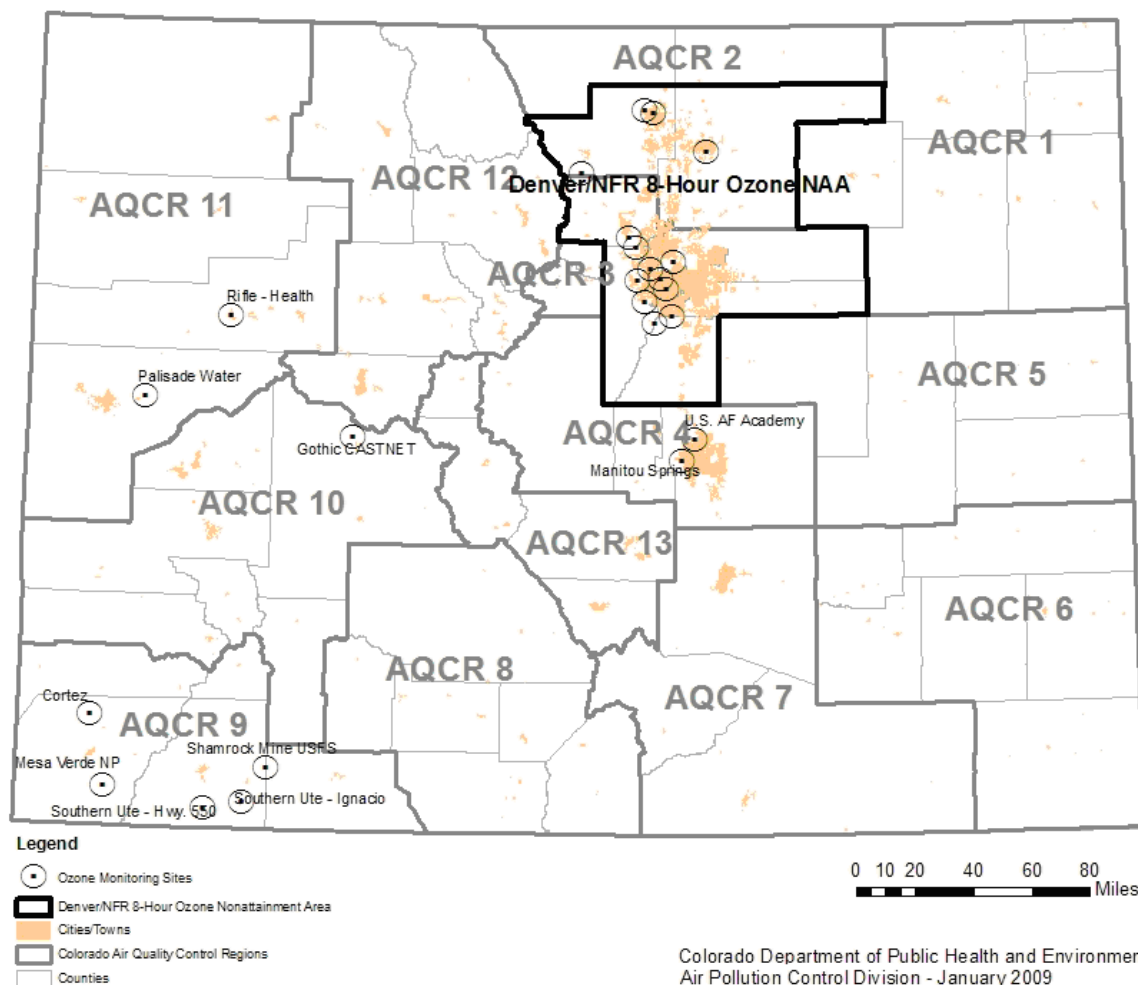 AQCR 2
AQCR 1
AQCR 12
Denver/NFR 8-Hour Ozone NAA
AQCR 11
AQCR 3
Rifle - Health
AQCR 5
Palisade Water
U.S. AF Academy
AQCR 4
Gothic CASTNET
Manitou Springs
AQCR 10
AQCR 13
AQCR 6
AQCR 8
AQCR 7
Cortez
AQCR 9
Shamrock Mine USFS
Mesa Verde NP
Southern Ute - Ignacio
Southern Ute - Hwy. 550
Legend
Ozone Monitoring Sites
Denver/NFR 8-Hour Ozone Nonattainment Area
Cities/Towns
Colorado Air Quality Control Regions
Counties
0 10 20 40 60 80
Miles
Colorado Department of Public Health and Environmen
Air Pollution Control Division - January 2009